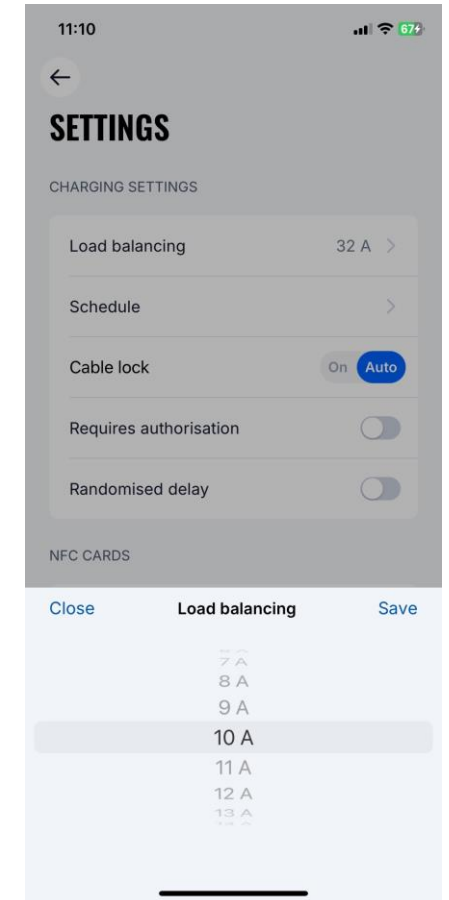 11:10
67
SETTINGS
CHARGING SETTINGS
Load balancing 32 A
Schedule
Cable lock On Auto
Requires authorisation
Randomised delay
NFC CARDS
Close Load balancing Save
7 A
8 A
9 A
10 A
11 A
12 A
13 A